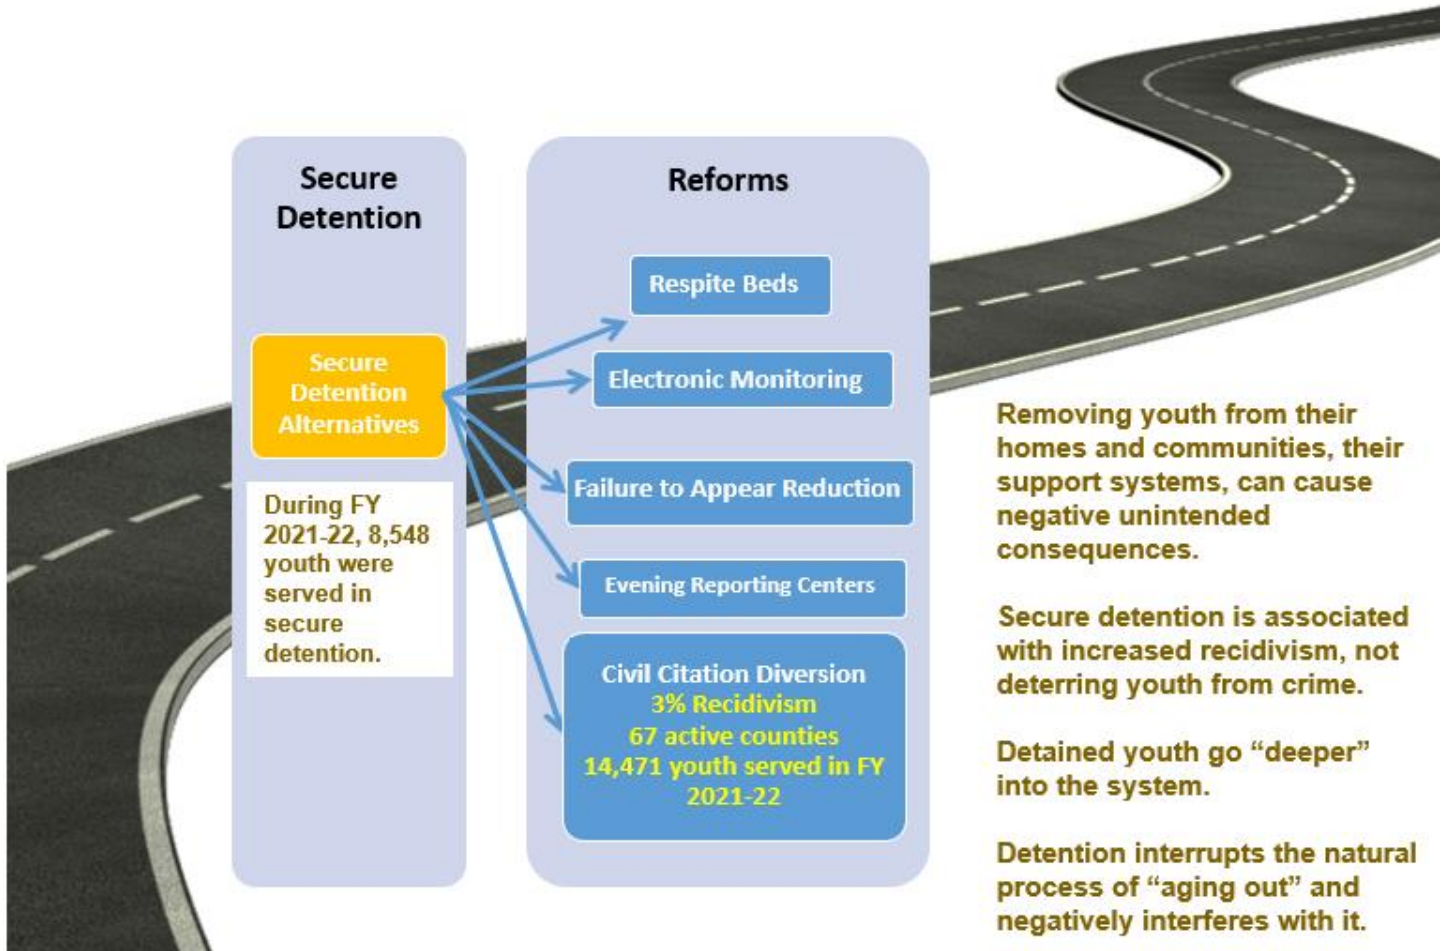 Secure
Detention
Secure
Detention
Alternatives
During FY
2021-22, 8,548
youth were
served in
secure
detention.
Reforms
Respite Beds
Electronic Monitoring
Failure to Appear Reduction
Evening Reporting Centers
Civil Citation Diversion
3% Recidivism
67 active counties
14,471 youth served in FY
2021-22
Removing youth from their
homes and communities, their
support systems, can cause
negative unintended
consequences.
Secure detention is associated
with increased recidivism, not
deterring youth from crime.
Detained youth go “deeper”
into the system.
Detention interrupts the natural
process of “aging out” and
negatively interferes with it.